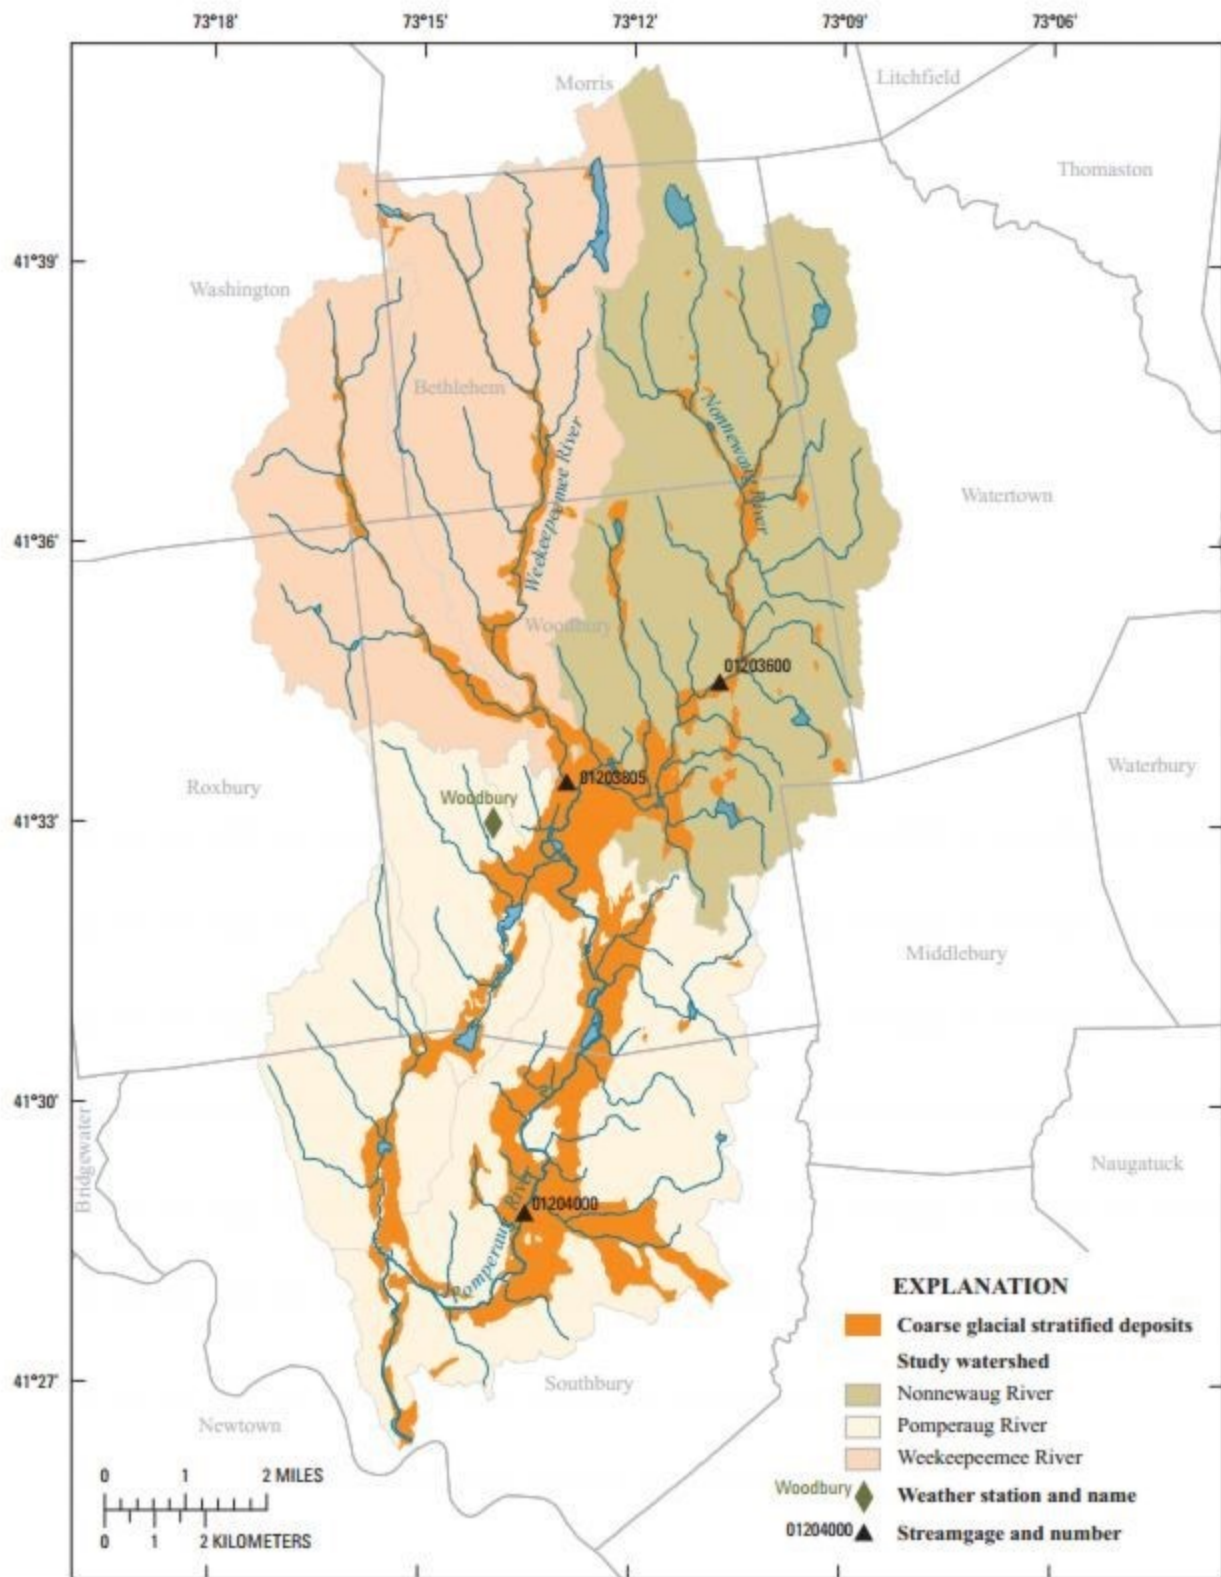 73°18'
73°15'
73°12'
73°09'
73°06'
Morris
Litchfield
Thomaston
41°39'
Washington
Bethlehem
Nonnewaug River
Weekeepeemee River
Watertown
41°36'
Woodbury
01203600
Roxbury
01203805
Waterbury
Woodbury
41°33'
Middlebury
41°30'
Bridgewater
Naugatuck
01204000
Pomperaug River
EXPLANATION
Coarse glacial stratified deposits
Study watershed
Nonnewaug River
Pomperaug River
Weekeepeemee River
Woodbury Weather station and name
01204000 Streamgage and number
41°27'
Southbury
Newtown
0 1 2 MILES
0 1 2 KILOMETERS